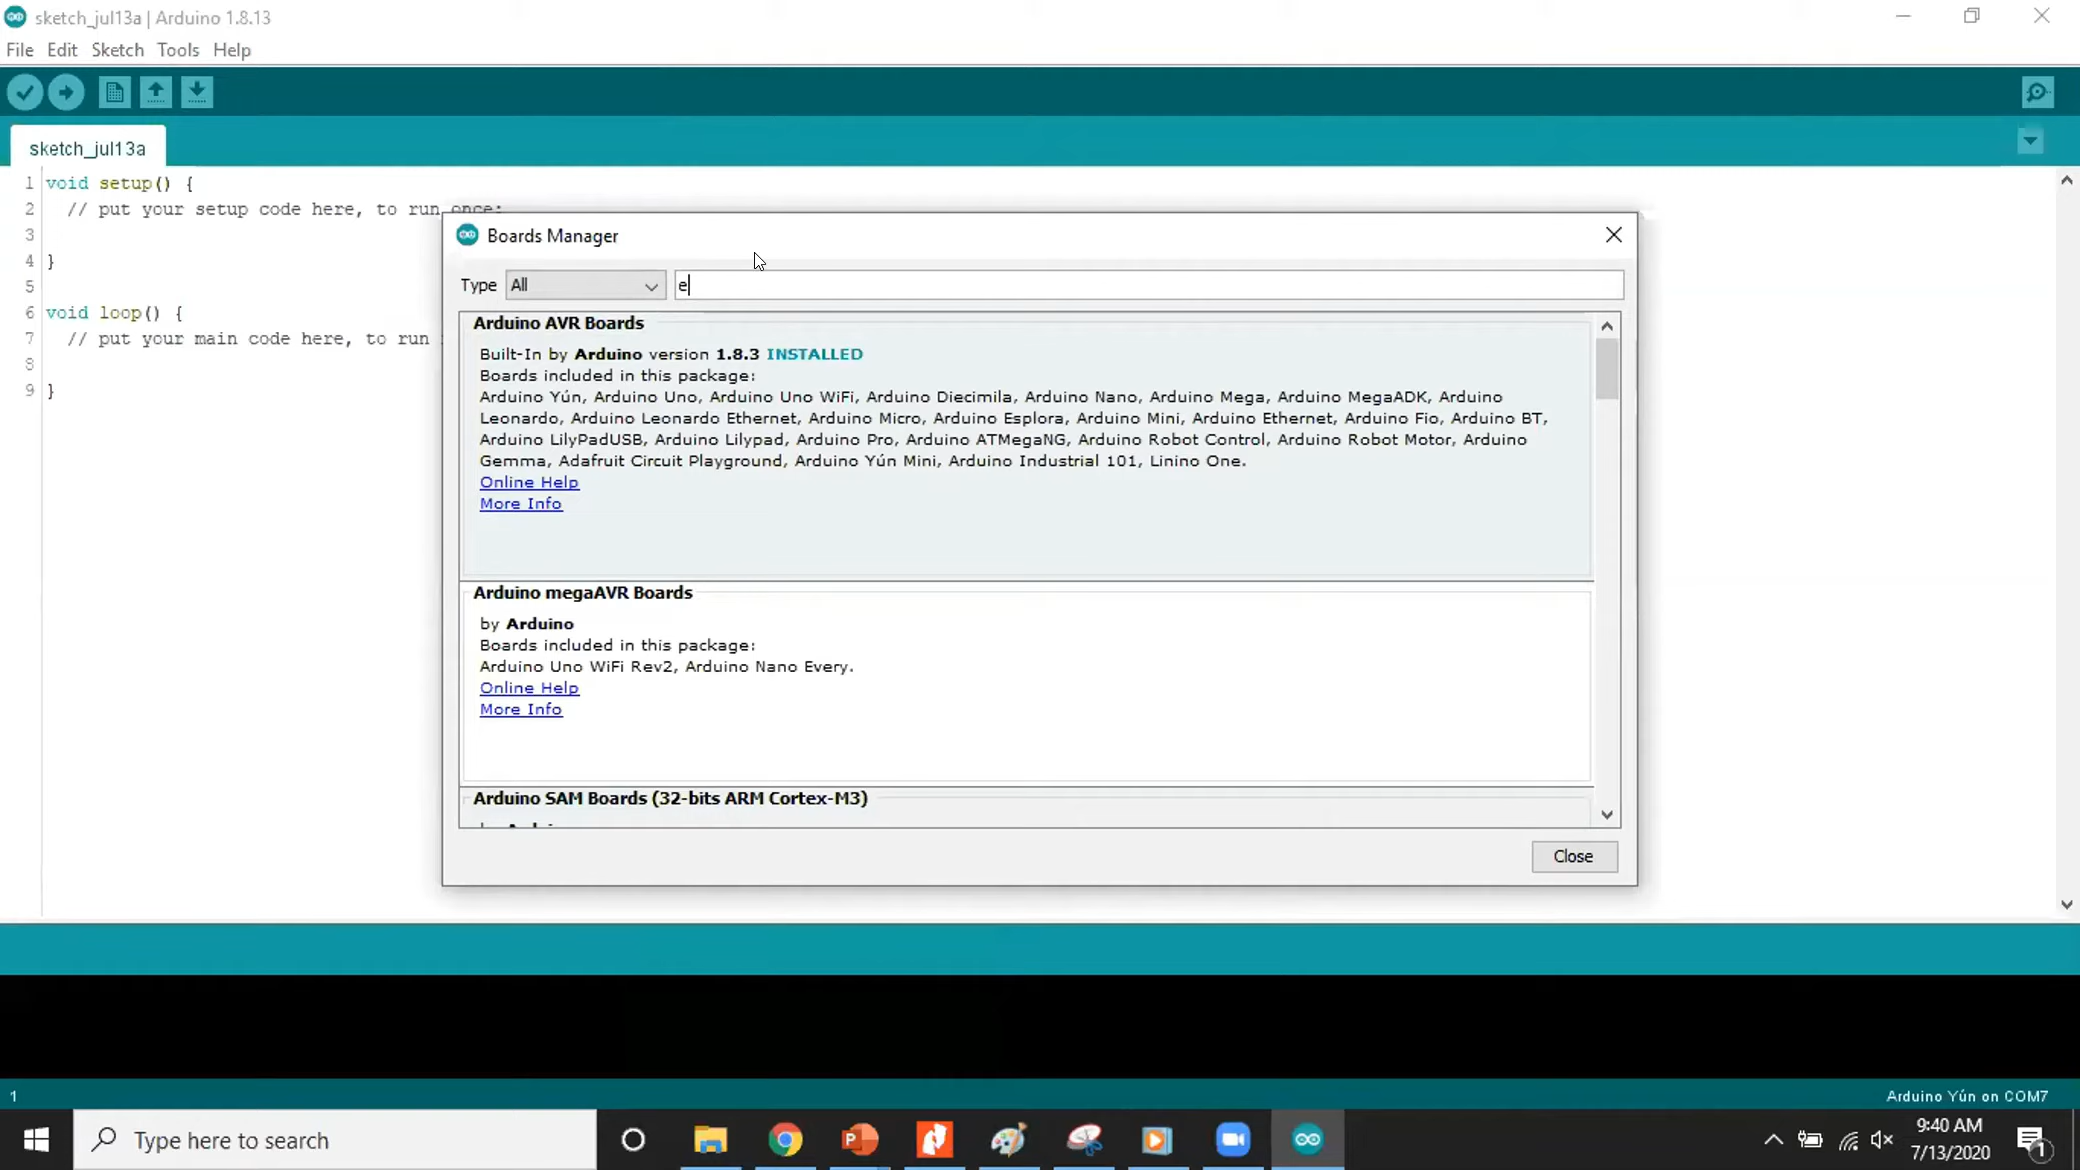 sketch_jul13a | Arduino 1.8.13
File Edit Sketch Tools Help
sketch_jul13a
1 void setup() {
2 // put your setup code here, to run once:
3
4 }
5
6 void loop() {
7 // put your main code here, to run
8
9 }
Boards Manager
Type All e
Arduino AVR Boards
Built-In by Arduino version 1.8.3 INSTALLED
Boards included in this package:
Arduino Yún, Arduino Uno, Arduino Uno WiFi, Arduino Diecimila, Arduino Nano, Arduino Mega, Arduino MegaADK, Arduino
Leonardo, Arduino Leonardo Ethernet, Arduino Micro, Arduino Esplora, Arduino Mini, Arduino Ethernet, Arduino Fio, Arduino BT,
Arduino LilyPadUSB, Arduino Lilypad, Arduino Pro, Arduino ATMegaNG, Arduino Robot Control, Arduino Robot Motor, Arduino
Gemma, Adafruit Circuit Playground, Arduino Yún Mini, Arduino Industrial 101, Linino One.
Online Help
More Info
Arduino megaAVR Boards
by Arduino
Boards included in this package:
Arduino Uno WiFi Rev2, Arduino Nano Every.
Online Help
More Info
Arduino SAM Boards (32-bits ARM Cortex-M3)
Close
1
Arduino Yún on COM7
Type here to search
9:40 AM
7/13/2020
1